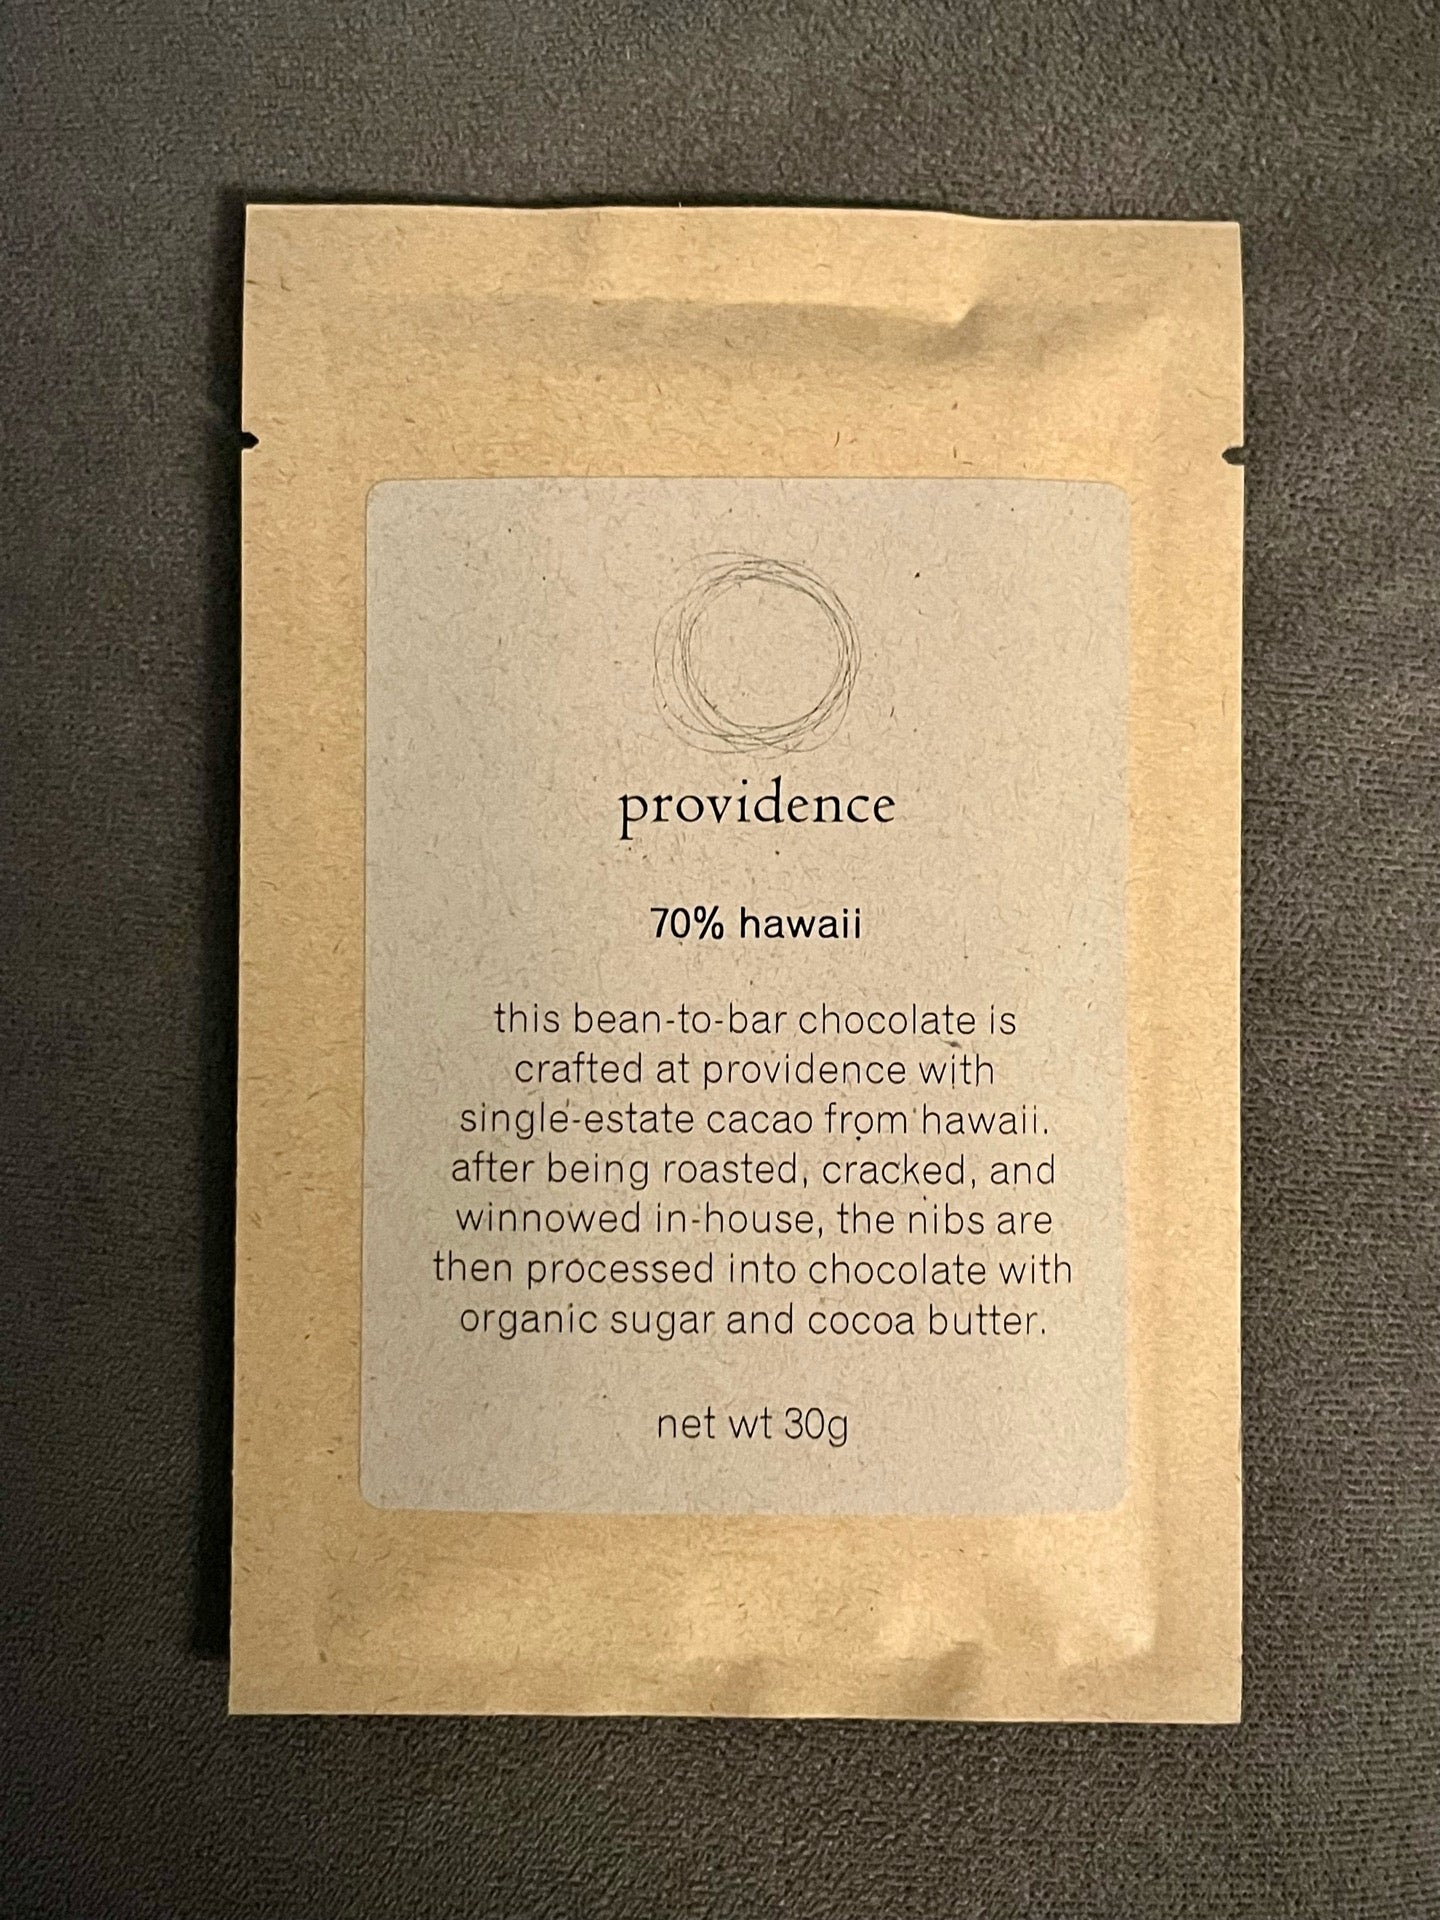 providence
70% hawaii
this bean-to-bar chocolate is
crafted at providence with
single-estate cacao from hawaii.
after being roasted, cracked, and
winnowed in-house, the nibs are
then processed into chocolate with
organic sugar and cocoa butter.
net wt 30g